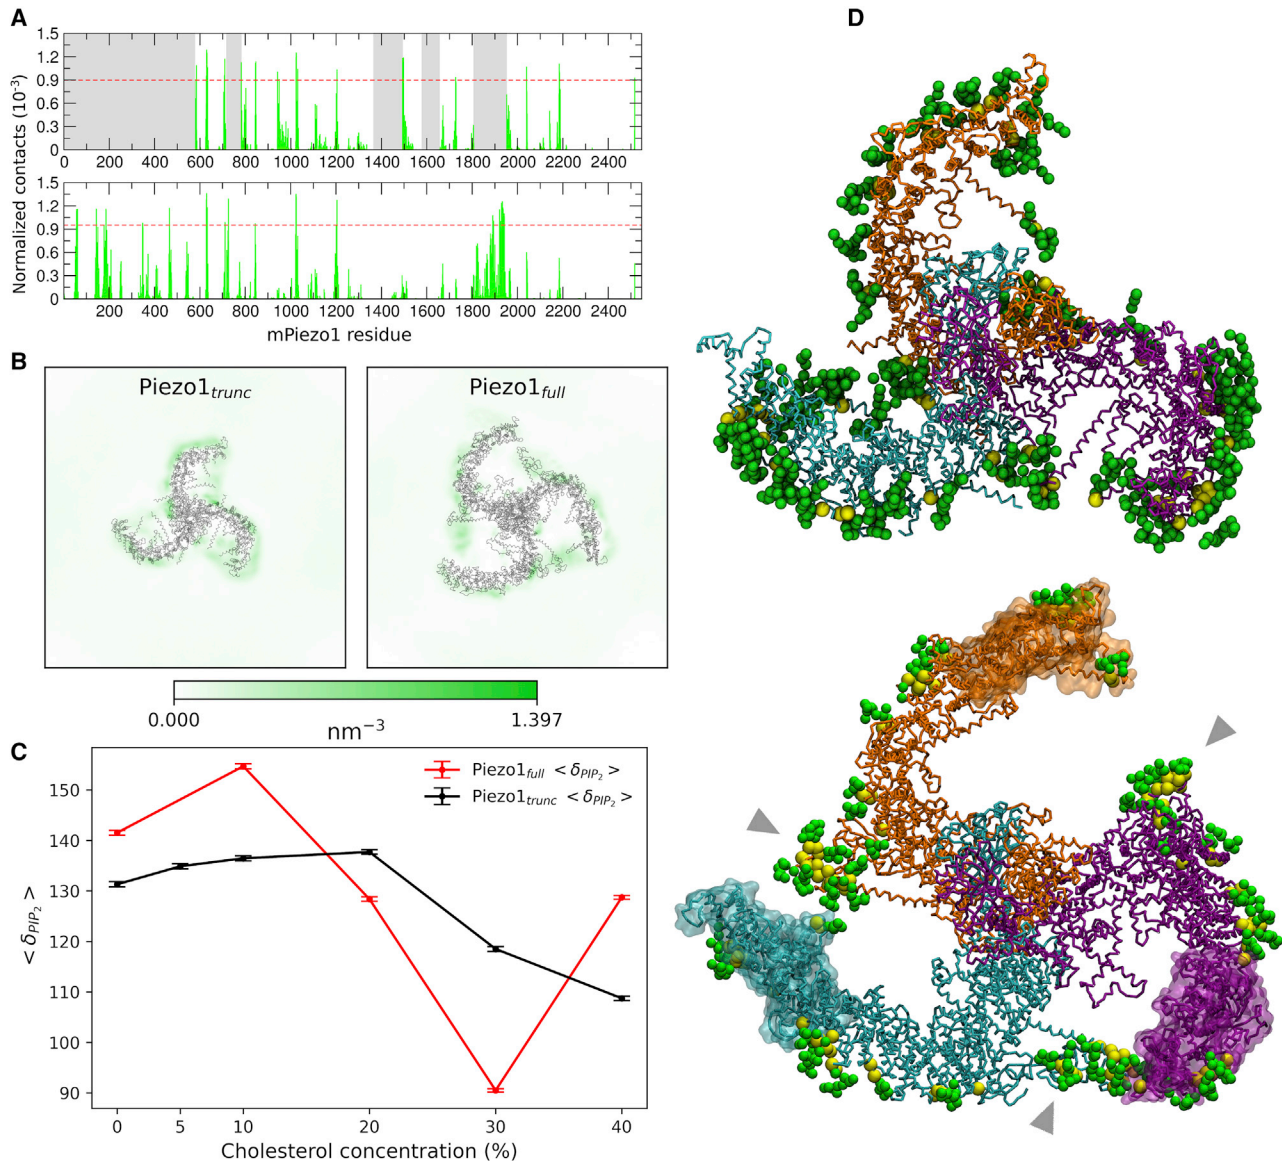 A
D
Normalized contacts (10⁻³)
1.5
1.2
0.9
0.6
0.3
0
0 200 400 600 800 1000 1200 1400 1600 1800 2000 2200 2400
1.2
0.9
0.6
0.3
0
200 400 600 800 1000 1200 1400 1600 1800 2000 2200 2400
mPiezo1 residue
B
Piezo1trunc
Piezo1full
0.000
1.397
nm⁻³
C
Piezo1full <δPIP₂>
Piezo1trunc <δPIP₂>
<δPIP₂>
150
140
130
120
110
100
90
0 5 10 20 30 40
Cholesterol concentration (%)